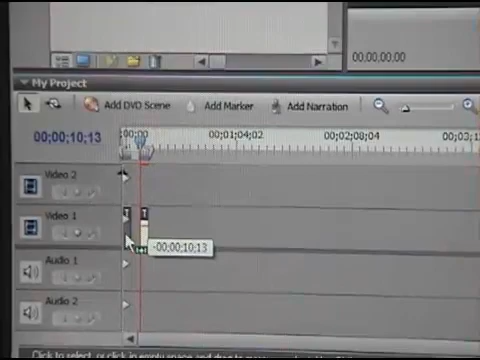 00;00;00;00
My Project
Add DVD Scene
Add Marker
Add Narration
00;00;10;13
;00;00
00;01;04;02
00;02;08;04
00;03;1
Video 2
Video 1
T
T
-00;00;10;13
Audio 1
Audio 2
Click to select, or click in empty space and drag to